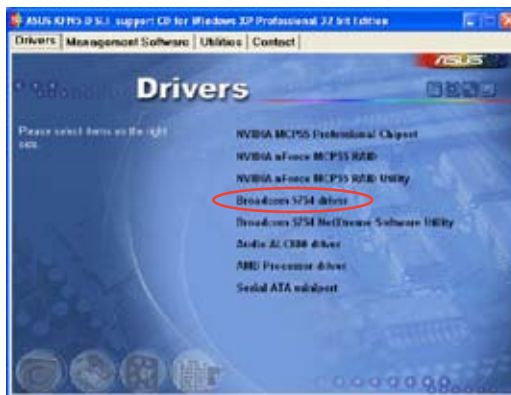 ASUS KFN5-D SLI support CD for Windows XP Professional 32 bit Edition
Drivers Management Software Utilities Contact
ASUS
Drivers
Please select items on the right
side.
NVIDIA MCP55 Professional Chipset
NVIDIA nForce MCP55 RAID
NVIDIA nForce MCP55 RAID Utility
Broadcom 5754 driver
Broadcom 5754 NetXtreme Software Utility
Audio ALC880 driver
AMD Processor driver
Serial ATA miniport